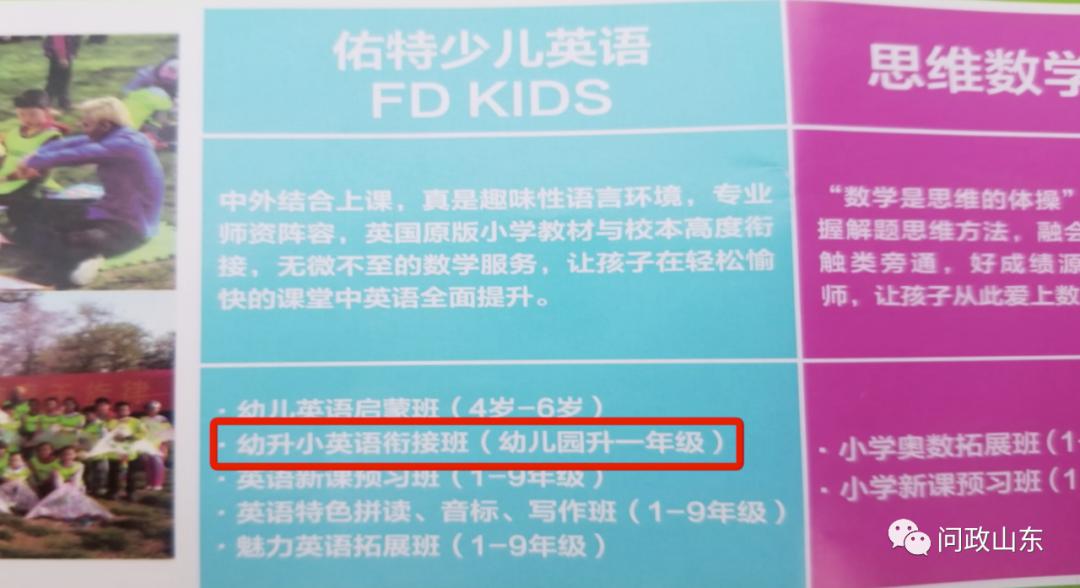 佑特少儿英语
FD KIDS
中外结合上课，真是趣味性语言环境，专业
师资阵容，英国原版小学教材与校本高度衔
接，无微不至的数学服务，让孩子在轻松愉
快的课堂中英语全面提升。
· 幼儿英语启蒙班（4岁-6岁）
· 幼升小英语衔接班（幼儿园升一年级）
· 英语新课预习班（1-9年级）
· 英语特色拼读、音标、写作班（1-9年级）
· 魅力英语拓展班（1-9年级）
思维数学
“数学是思维的体操”
握解题思维方法，融会
触类旁通，好成绩源
师，让孩子从此爱上数
· 小学奥数拓展班（1-
· 小学新课预习班（1
问政山东